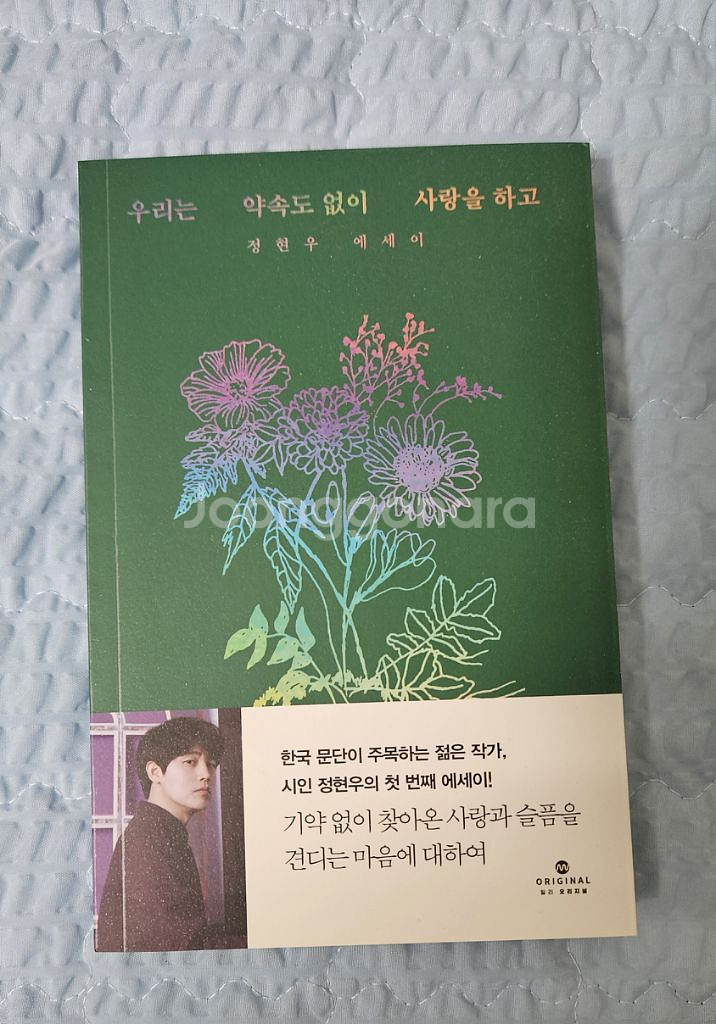 우리는 약속도 없이 사랑을 하고
정현우 에세이
Joonggonara
한국 문단이 주목하는 젊은 작가,
시인 정현우의 첫 번째 에세이!
기약 없이 찾아온 사랑과 슬픔을
견디는 마음에 대하여
ORIGINAL
밀리 오리지널